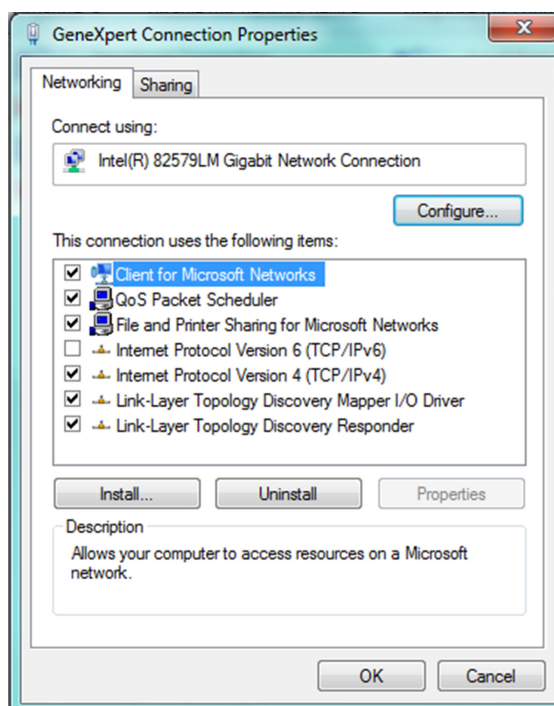 GeneXpert Connection Properties
Networking
Sharing
Connect using:
Intel(R) 82579LM Gigabit Network Connection
Configure...
This connection uses the following items:
Client for Microsoft Networks
QoS Packet Scheduler
File and Printer Sharing for Microsoft Networks
Internet Protocol Version 6 (TCP/IPv6)
Internet Protocol Version 4 (TCP/IPv4)
Link-Layer Topology Discovery Mapper I/O Driver
Link-Layer Topology Discovery Responder
Install...
Uninstall
Properties
Description
Allows your computer to access resources on a Microsoft
network.
OK
Cancel